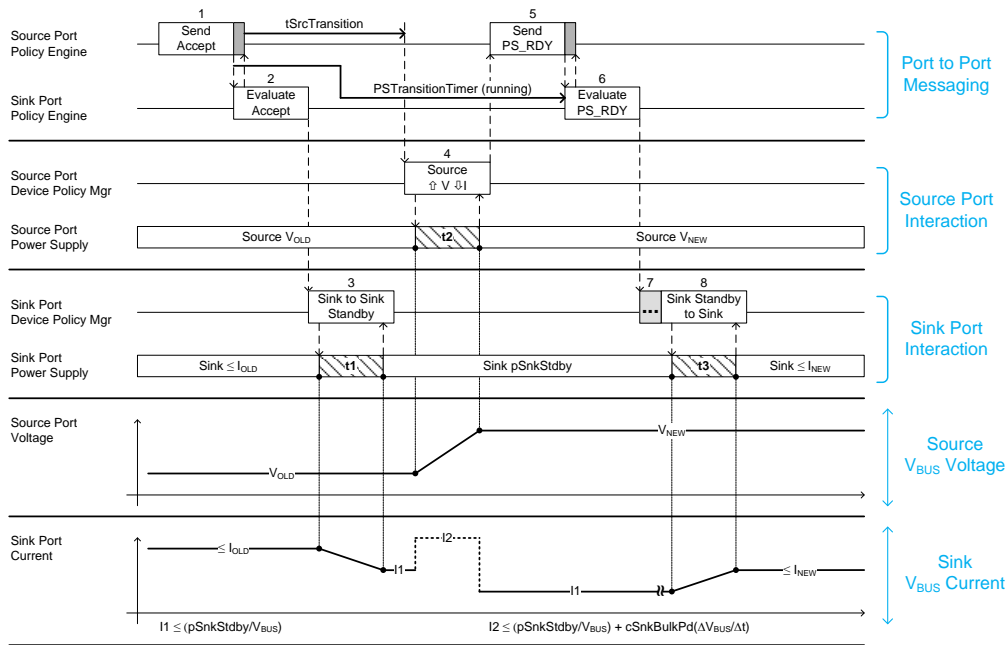 1
5
Source Port
Policy Engine
Send
Accept
tSrcTransition
Send
PS_RDY
Port to Port
Messaging
2
6
Sink Port
Policy Engine
Evaluate
Accept
PSTransitionTimer (running)
Evaluate
PS_RDY
4
Source Port
Device Policy Mgr
Source
⇧ V ⇩I
Source Port
Interaction
Source Port
Power Supply
Source VOLD
t2
Source VNEW
3
7
8
Sink Port
Device Policy Mgr
Sink to Sink
Standby
...
Sink Standby
to Sink
Sink Port
Interaction
Sink Port
Power Supply
Sink ≤ IOLD
t1
Sink pSnkStdby
t3
Sink ≤ INEW
Source Port
Voltage
VOLD
VNEW
Source
VBUS Voltage
Sink Port
Current
≤ IOLD
I1
I2
I1
≤ INEW
Sink
VBUS Current
I1 ≤ (pSnkStdby/VBUS)
I2 ≤ (pSnkStdby/VBUS) + cSnkBulkPd(ΔVBUS/Δt)